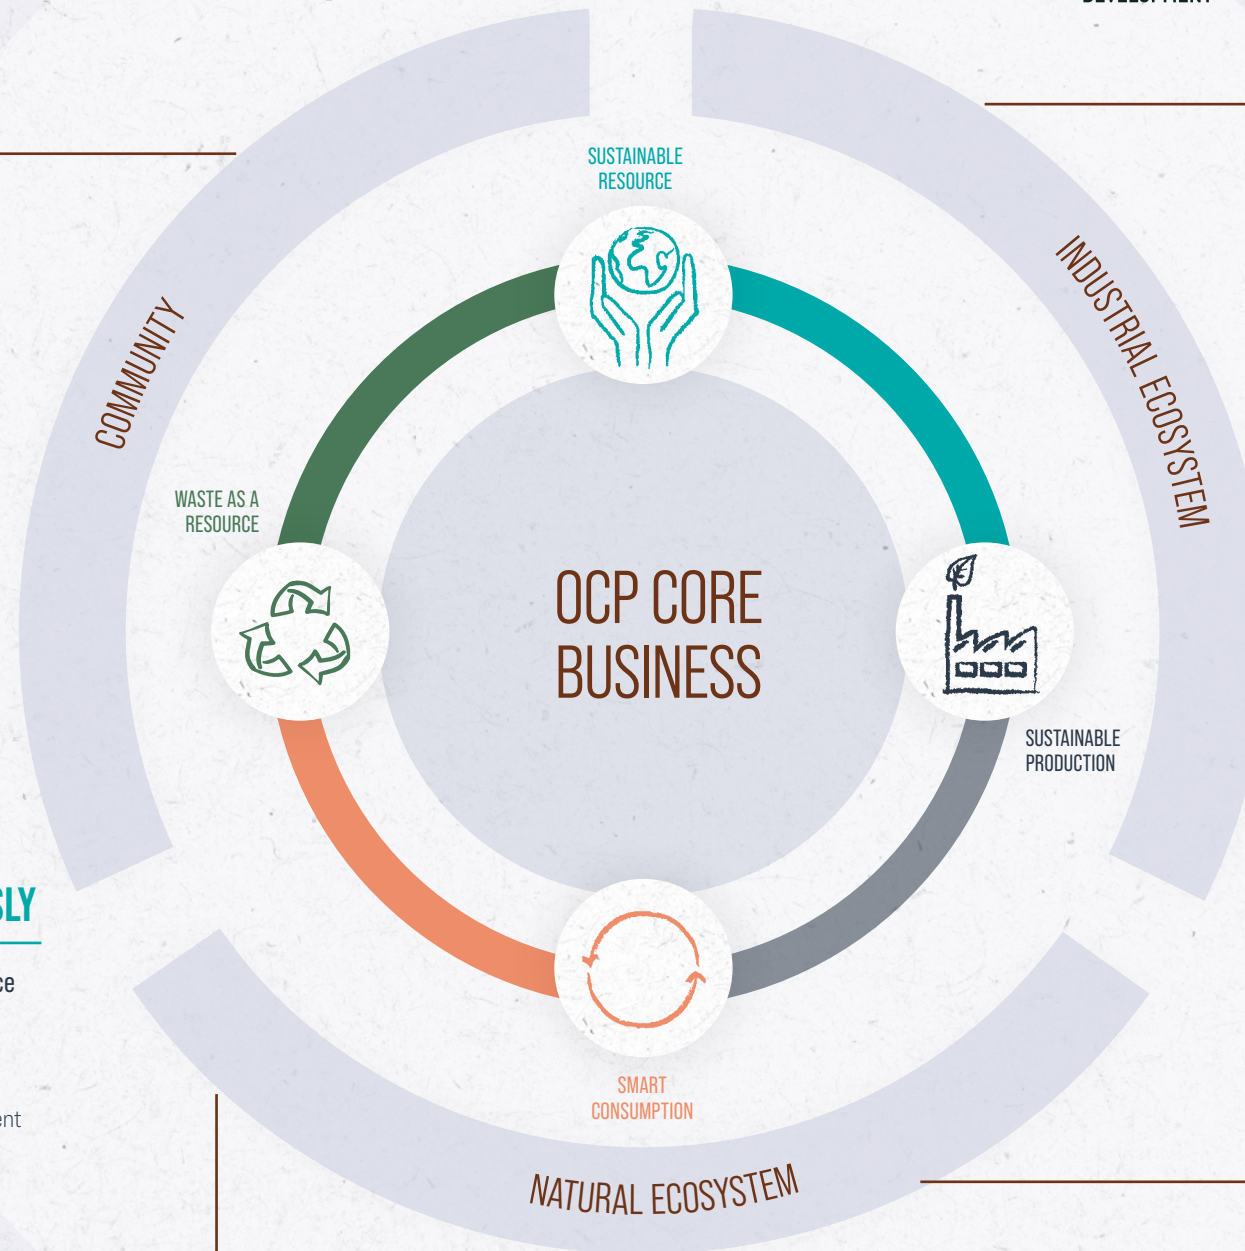 SUSTAINABLE
RESOURCE
COMMUNITY
INDUSTRIAL ECOSYSTEM
WASTE AS A
RESOURCE
OCP CORE
BUSINESS
SUSTAINABLE
PRODUCTION
SMART
CONSUMPTION
NATURAL ECOSYSTEM